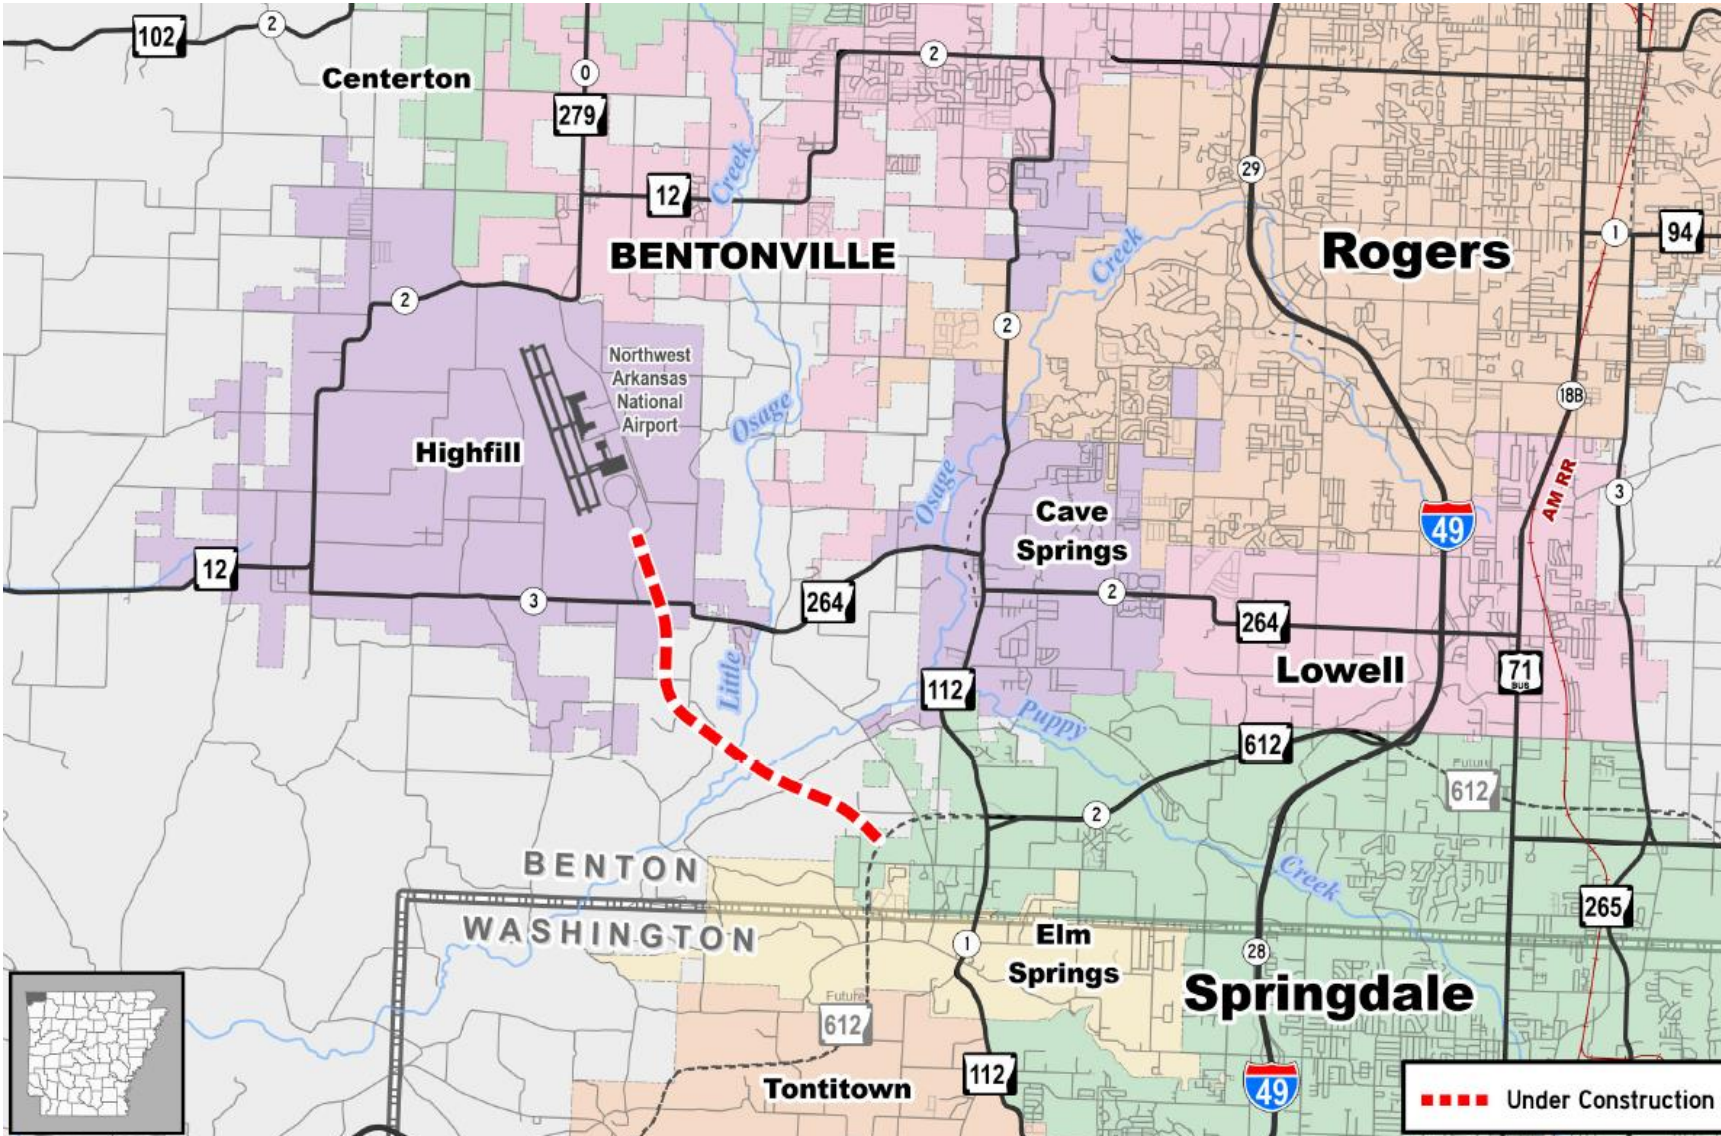 102
2
Centerton
0
279
2
12
Creek
BENTONVILLE
29
Creek
Rogers
1
94
2
2
Northwest
Arkansas
National
Airport
Highfill
Osage
18B
AM RR
3
Osage
Cave
Springs
49
12
3
264
2
264
Little
112
Lowell
71
BUS
Puppy
612
Future
612
2
BENTON
WASHINGTON
Creek
265
1
Elm
Springs
28
Springdale
Future
612
Tontitown
112
49
Under Construction